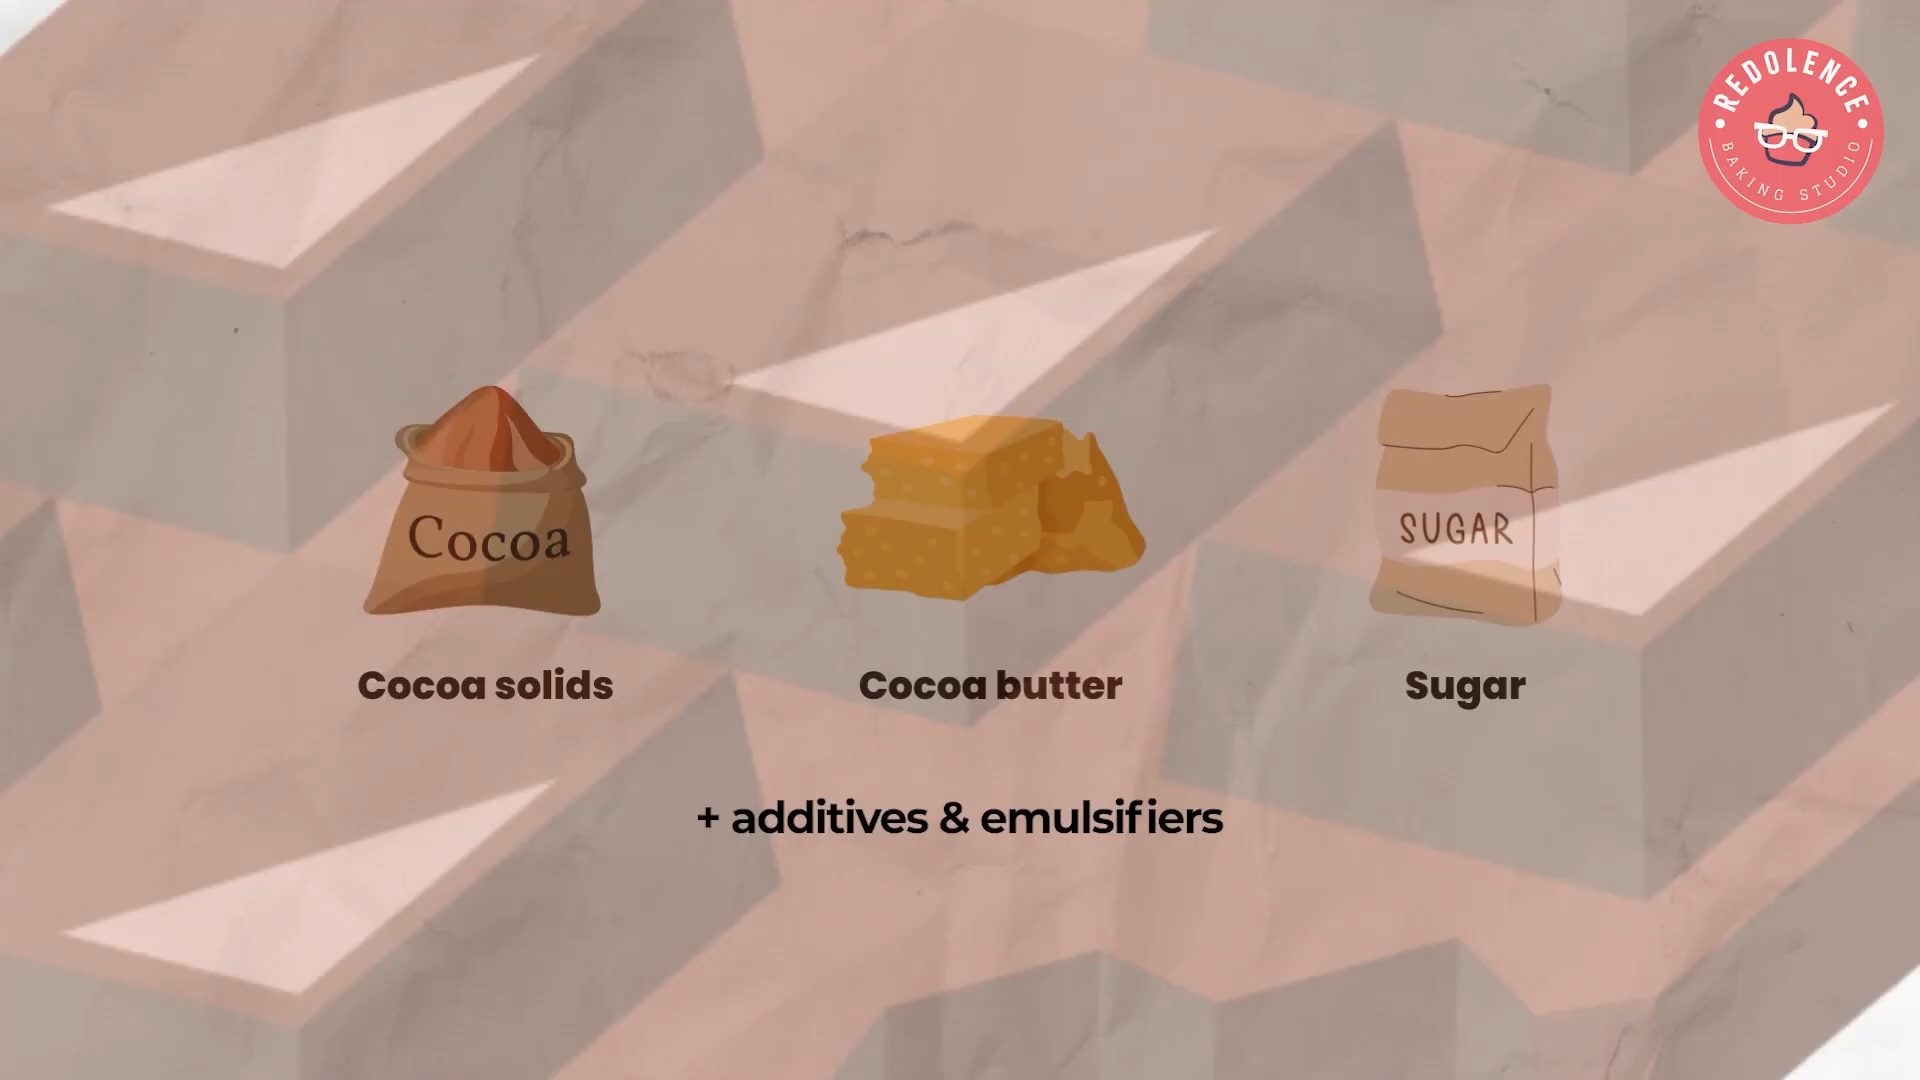 REDOLENCE
BAKING STUDIO
Cocoa
SUGAR
Cocoa solids
Cocoa butter
Sugar
+ additives & emulsifiers